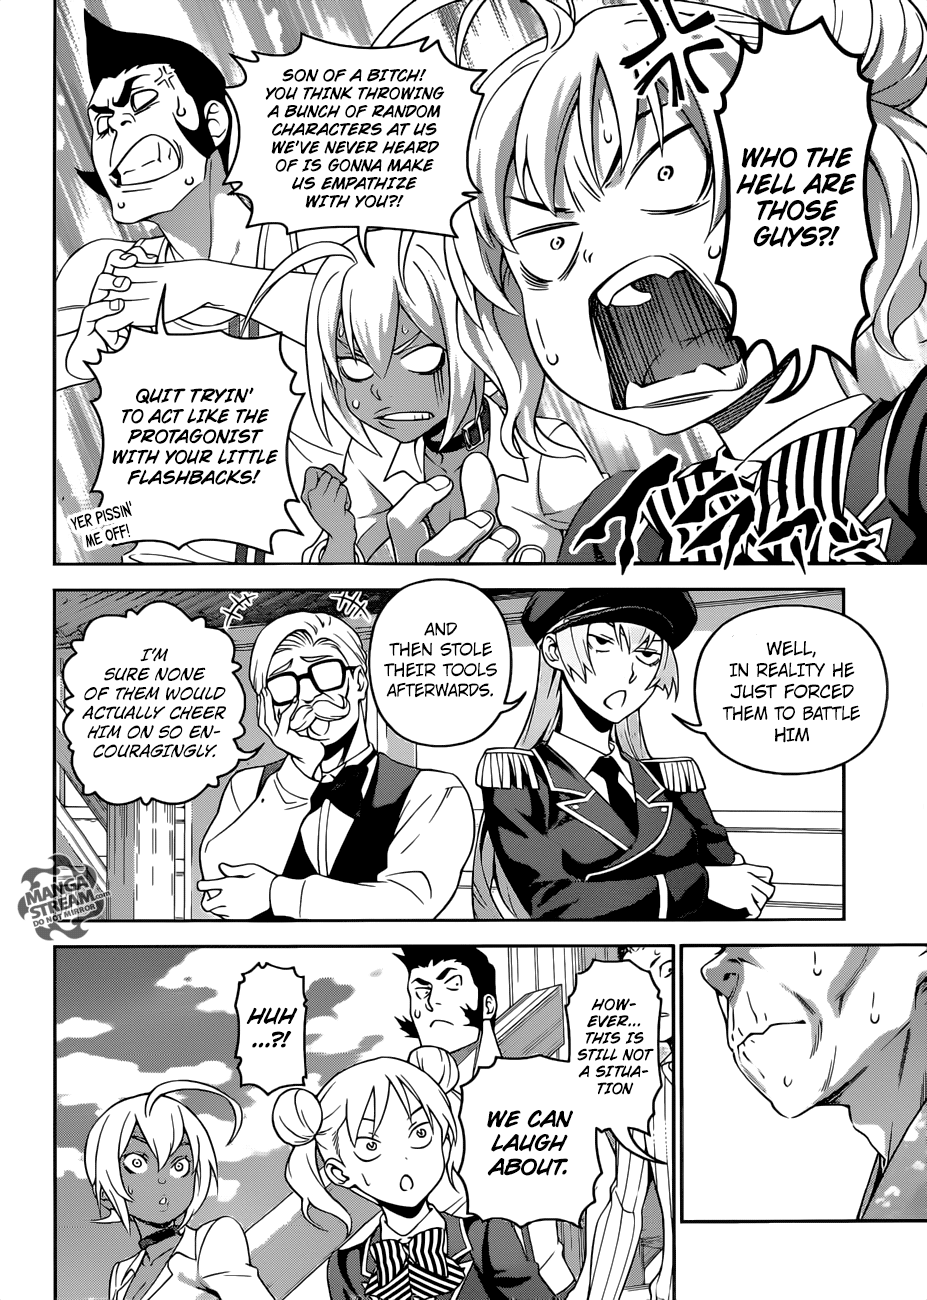 WHO THE
HELL ARE
THOSE
GUYS?!
SON OF A BITCH!
YOU THINK THROWING
A BUNCH OF RANDOM
CHARACTERS AT US
WE'VE NEVER HEARD
OF IS GONNA MAKE
US EMPATHIZE
WITH YOU?!
QUIT TRYIN'
TO ACT LIKE THE
PROTAGONIST
WITH YOUR LITTLE
FLASHBACKS!
YER PISSIN'
ME OFF!
WELL,
IN REALITY HE
JUST FORCED
THEM TO BATTLE
HIM
AND
THEN STOLE
THEIR TOOLS
AFTERWARDS.
I'M
SURE NONE
OF THEM WOULD
ACTUALLY CHEER
HIM ON SO EN-
COURAGINGLY.
MANGA
STREAM.com
DO NOT MIRROR
HOW-
EVER...
THIS IS
STILL NOT
A SITUA-
TION
WE CAN
LAUGH
ABOUT.
HUH
...?!